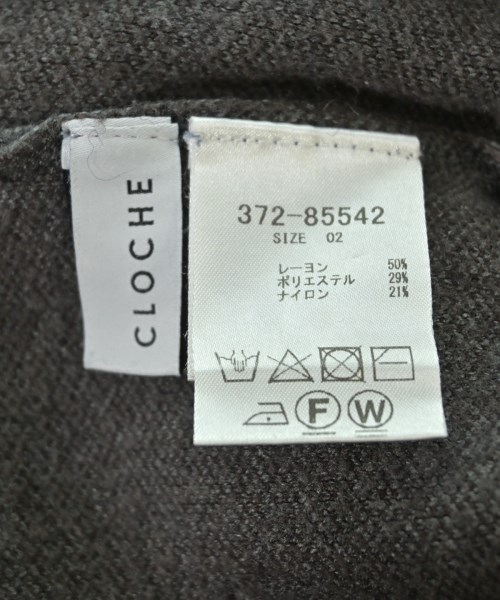 CLOCHE
372-85542
SIZE 02
レーヨン 50%
ポリエステル 29%
ナイロン 21%
F W